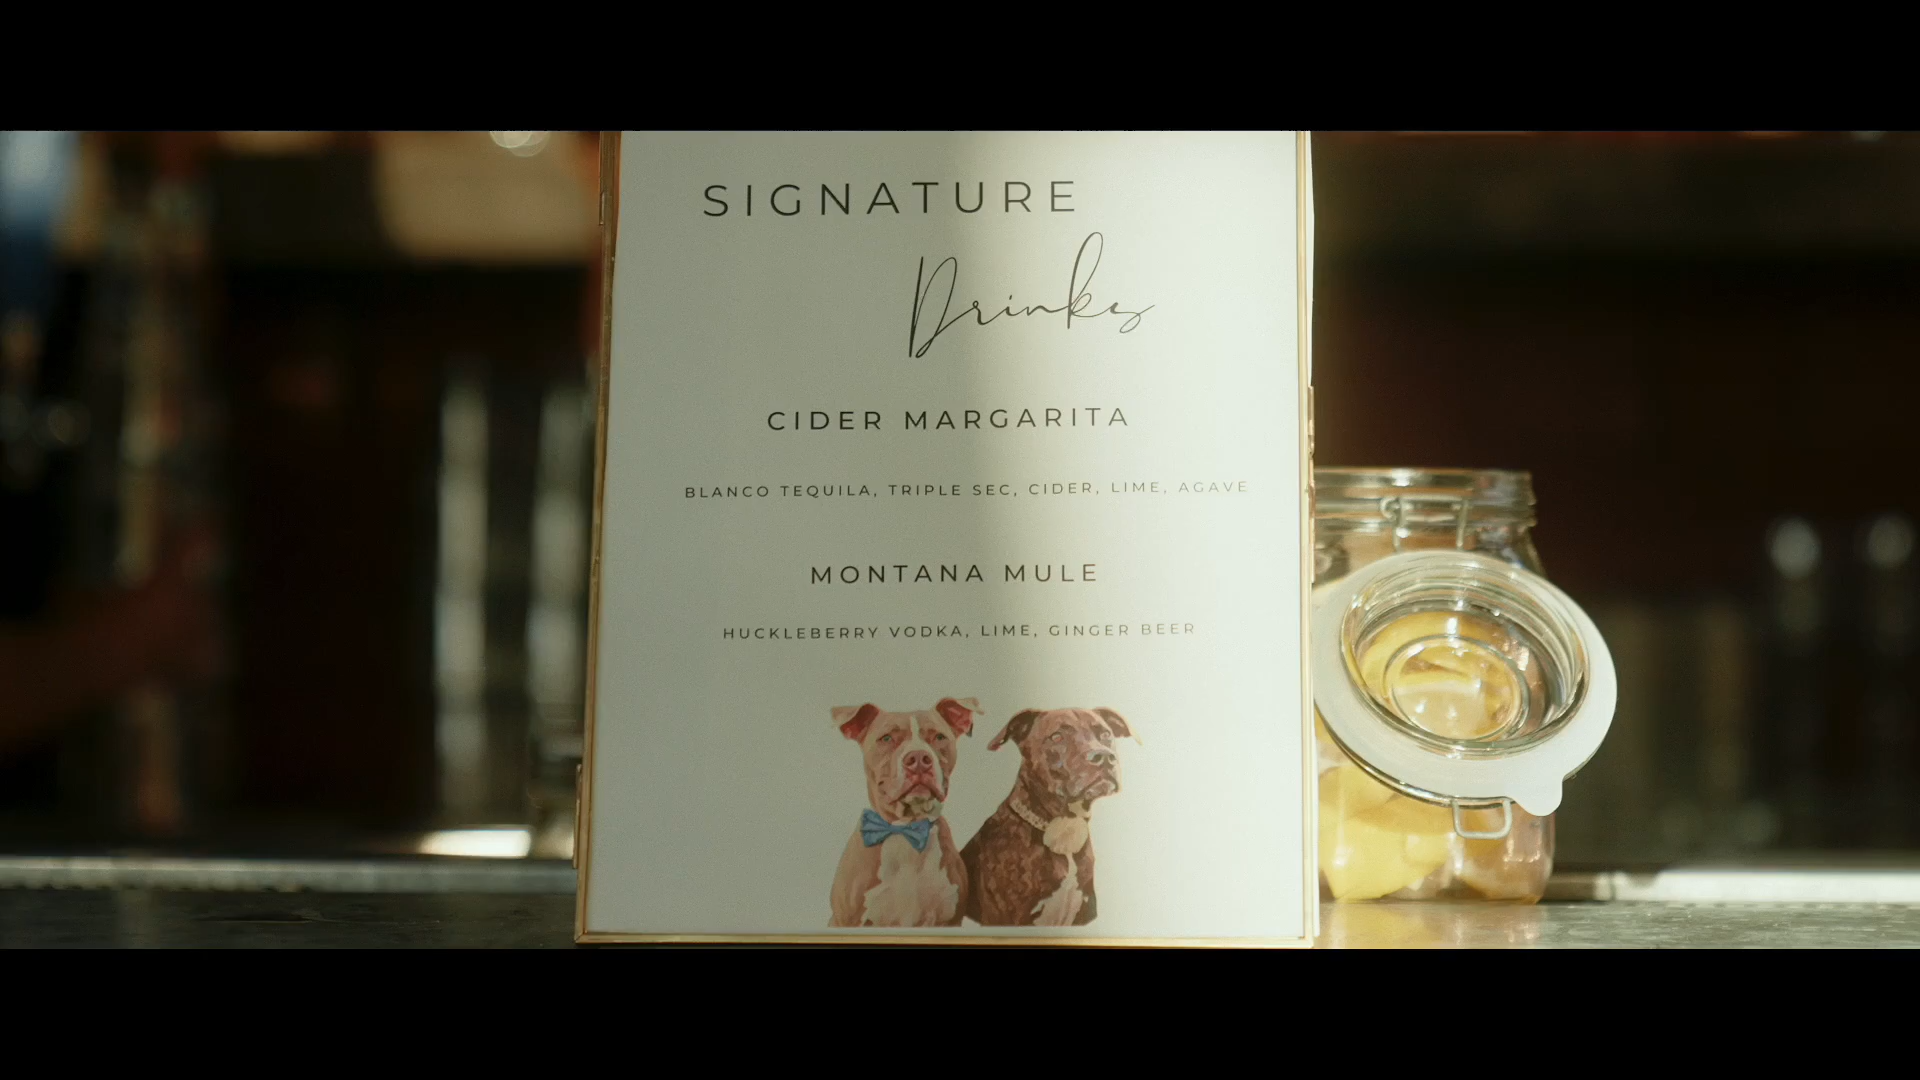 SIGNATURE
Drinks
CIDER MARGARITA
BLANCO TEQUILA, TRIPLE SEC, CIDER, LIME, AGAVE
MONTANA MULE
HUCKLEBERRY VODKA, LIME, GINGER BEER